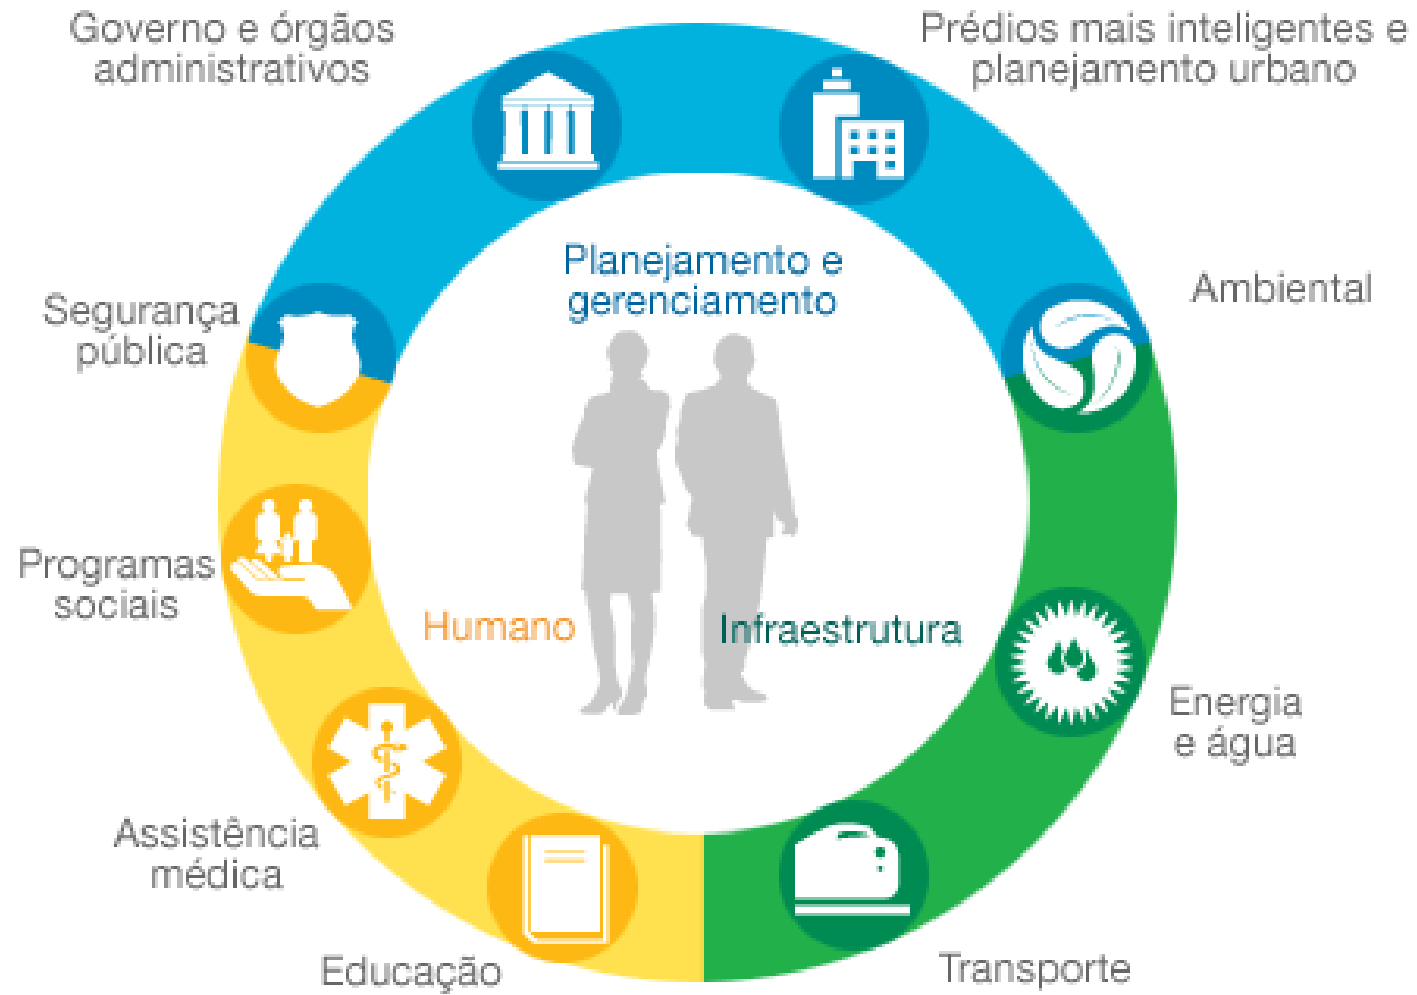 Governo e órgãos
administrativos
Prédios mais inteligentes e
planejamento urbano
Planejamento e
gerenciamento
Ambiental
Segurança
pública
Programas
sociais
Humano
Infraestrutura
Energia
e água
Assistência
médica
Educação
Transporte